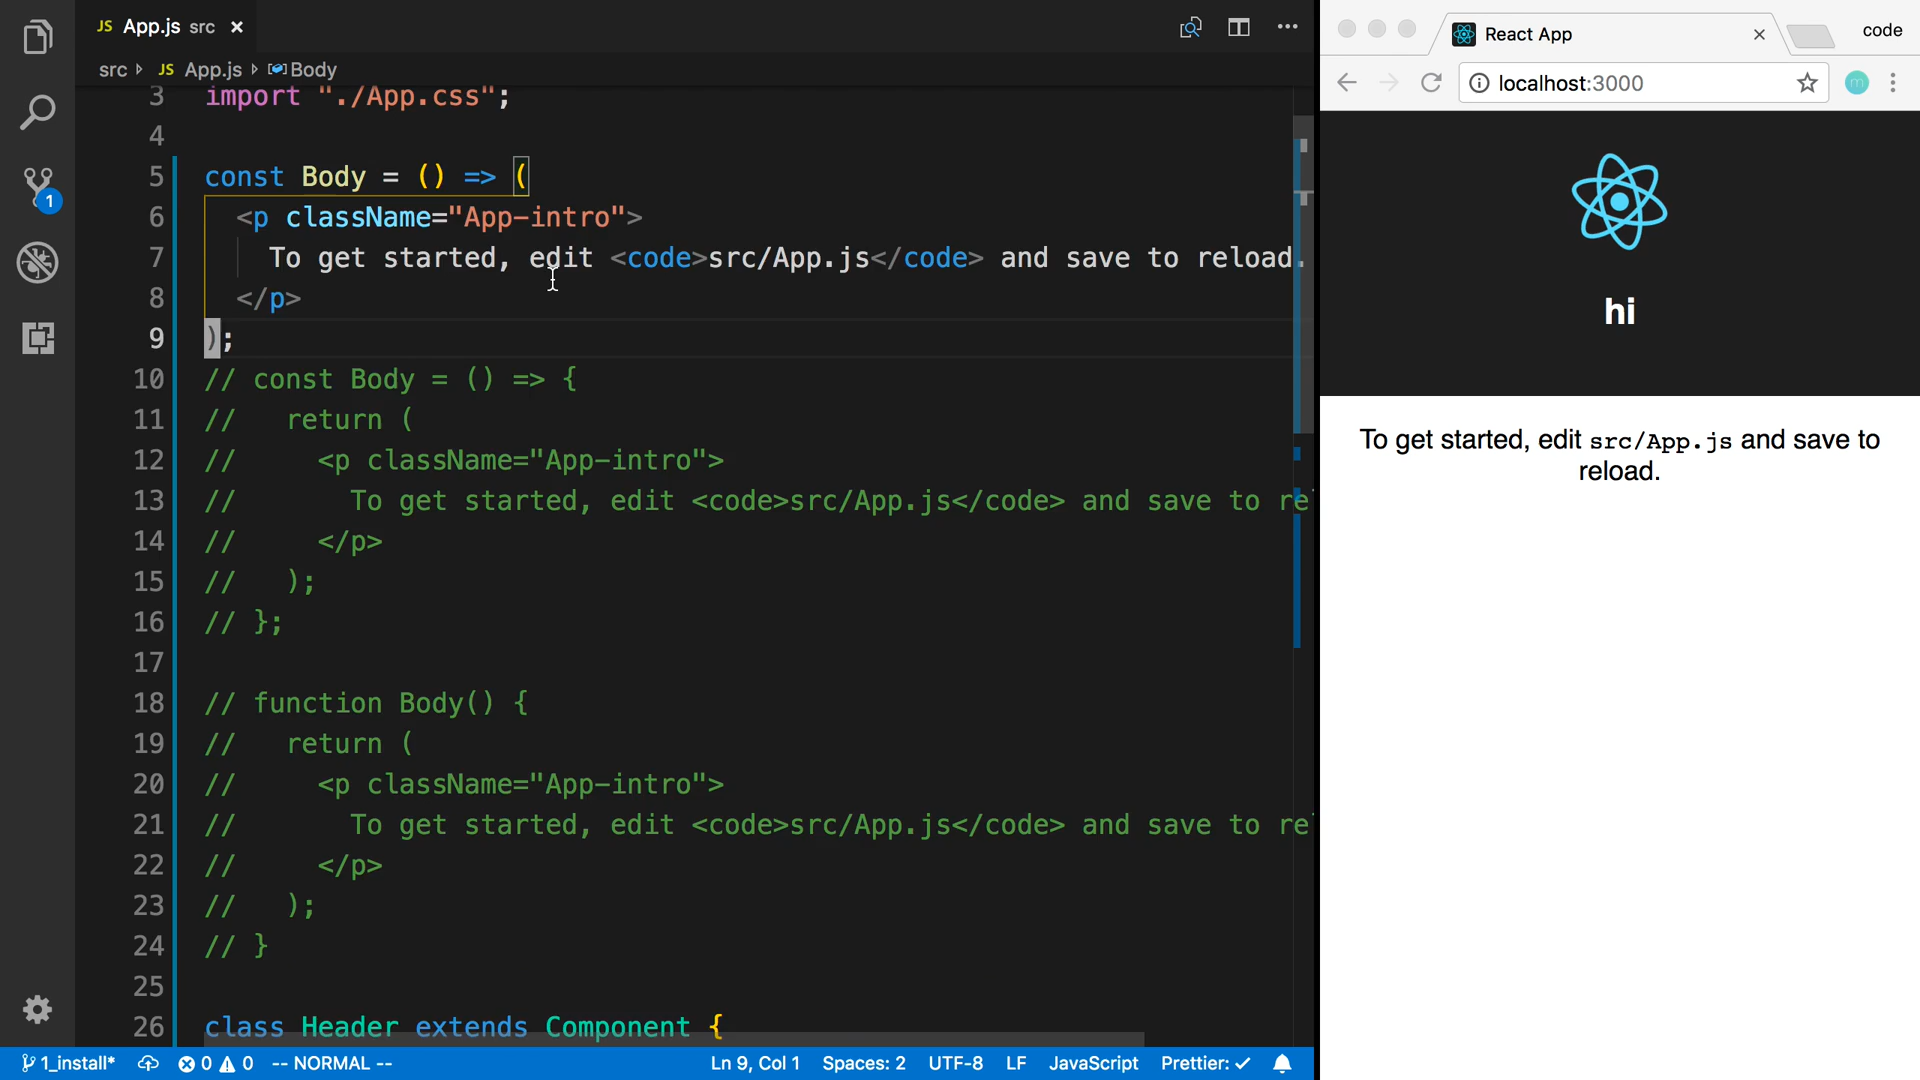 JS App.js src ×
src JS App.js Body
3 import "./App.css";
4
5 const Body = () => (
6 <p className="App-intro">
7 To get started, edit <code>src/App.js</code> and save to reload.
8 </p>
9 );
10 // const Body = () => {
11 // return (
12 // <p className="App-intro">
13 // To get started, edit <code>src/App.js</code> and save to re
14 // </p>
15 // );
16 // };
17
18 // function Body() {
19 // return (
20 // <p className="App-intro">
21 // To get started, edit <code>src/App.js</code> and save to re
22 // </p>
23 // );
24 // }
25
26 class Header extends Component {
1
1_install* 0 0 -- NORMAL -- Ln 9, Col 1 Spaces: 2 UTF-8 LF JavaScript Prettier: ✓
React App × code
localhost:3000 m
hi
To get started, edit src/App.js and save to
reload.